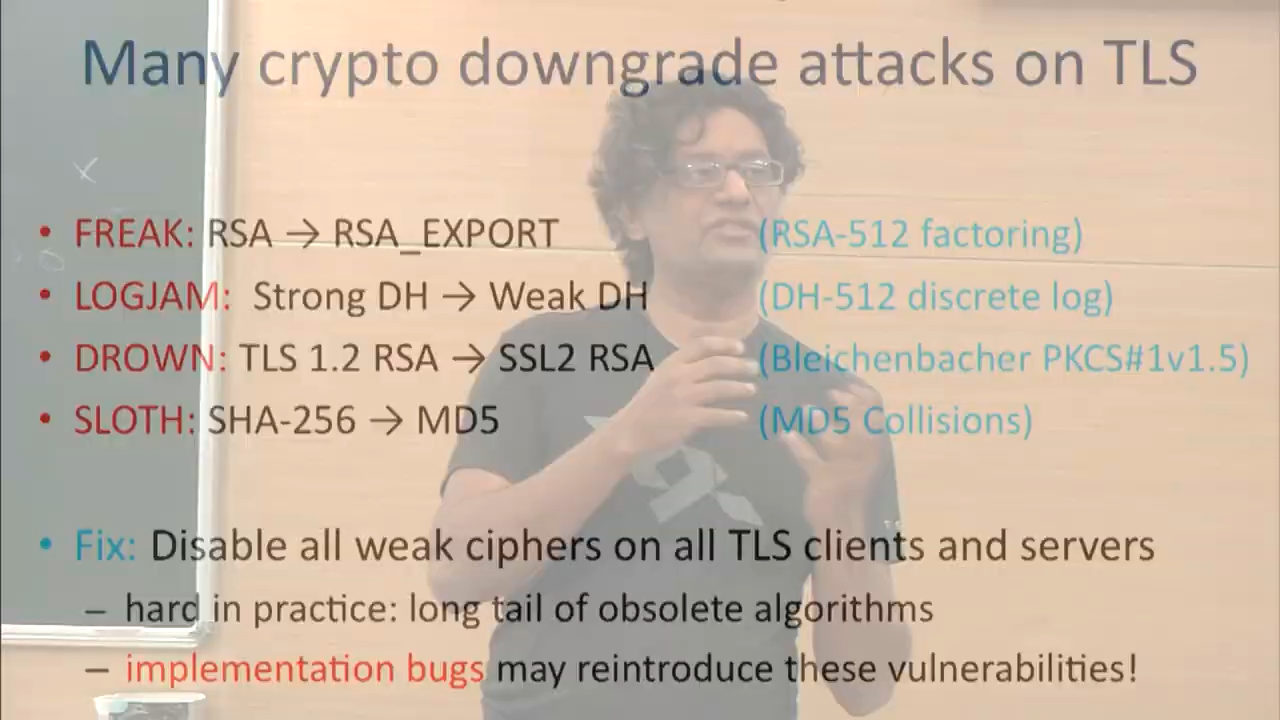 Many crypto downgrade attacks on TLS
• FREAK: RSA → RSA_EXPORT (RSA-512 factoring)
• LOGJAM: Strong DH → Weak DH (DH-512 discrete log)
• DROWN: TLS 1.2 RSA → SSL2 RSA (Bleichenbacher PKCS#1v1.5)
• SLOTH: SHA-256 → MD5 (MD5 Collisions)
• Fix: Disable all weak ciphers on all TLS clients and servers
– hard in practice: long tail of obsolete algorithms
– implementation bugs may reintroduce these vulnerabilities!